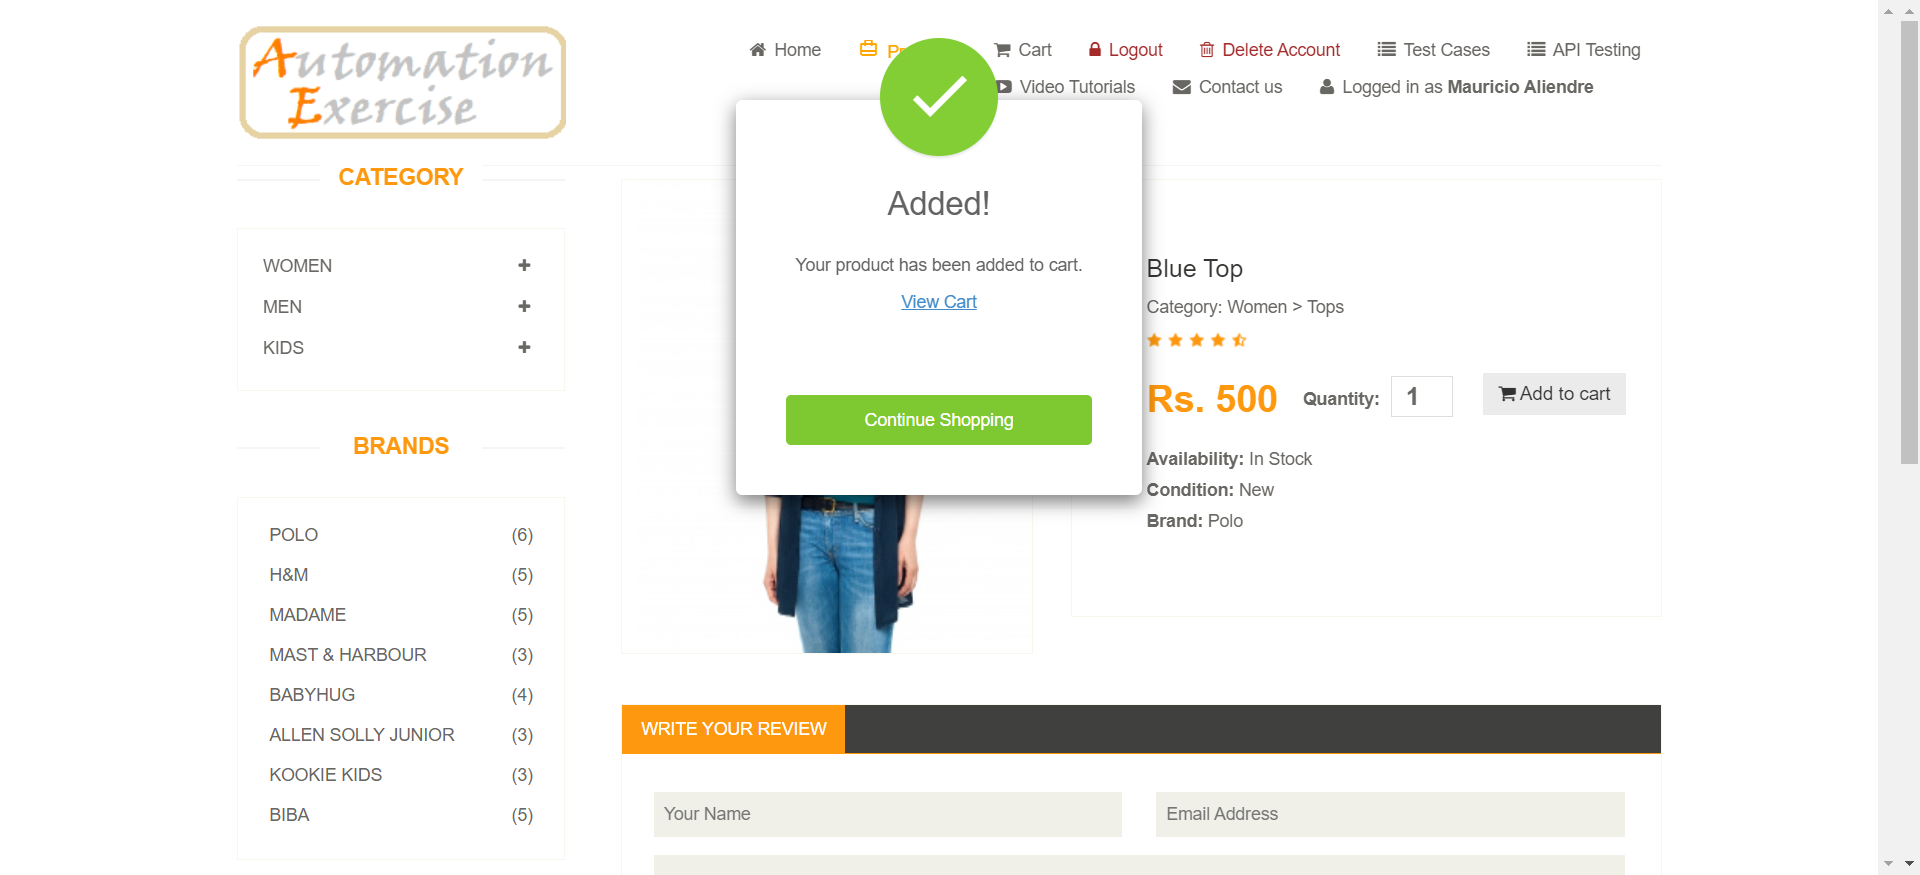 Automation
Exercise
Home
Cart
Logout
Delete Account
Test Cases
API Testing
Video Tutorials
Contact us
Logged in as Mauricio Aliendre
CATEGORY
WOMEN
MEN
KIDS
BRANDS
POLO (6)
H&M (5)
MADAME (5)
MAST & HARBOUR (3)
BABYHUG (4)
ALLEN SOLLY JUNIOR (3)
KOOKIE KIDS (3)
BIBA (5)
Added!
Your product has been added to cart.
View Cart
Continue Shopping
Blue Top
Category: Women > Tops
Rs. 500 Quantity: 1 Add to cart
Availability: In Stock
Condition: New
Brand: Polo
WRITE YOUR REVIEW
Your Name
Email Address